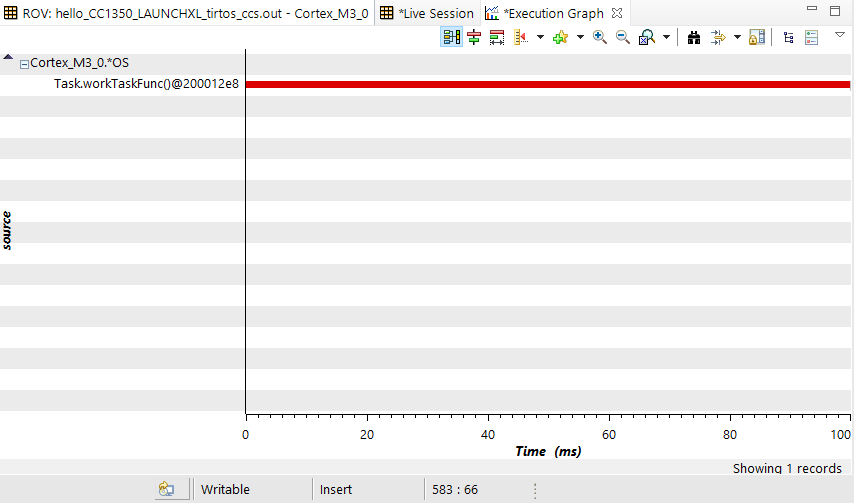 ROV: hello_CC1350_LAUNCHXL_tirtos_ccs.out - Cortex_M3_0 *Live Session *Execution Graph
Cortex_M3_0.*OS
Task.workTaskFunc()@200012e8
source
0 20 40 60 80 100
Time (ms)
Showing 1 records
Writable Insert 583 : 66